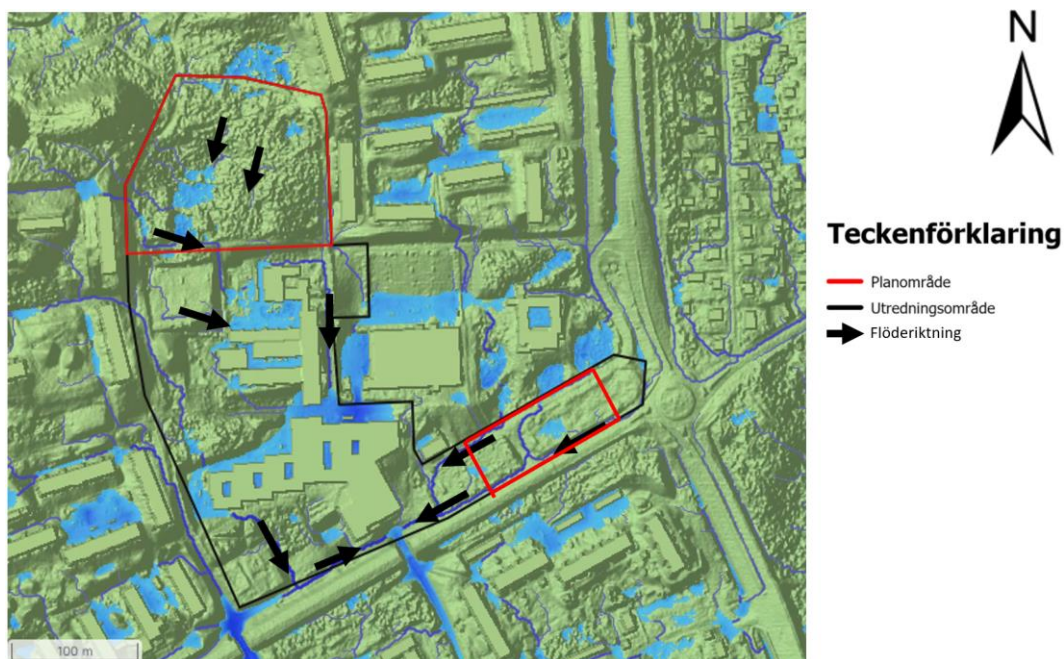 N
Teckenförklaring
Planområde
Utredningsområde
Flöderiktning
100 m